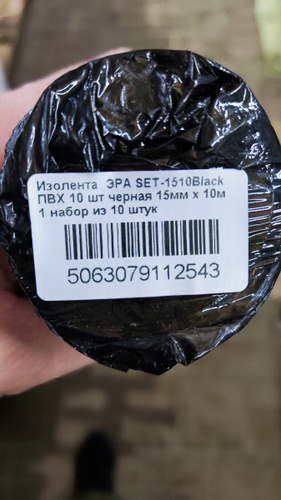 Изолента ЭРА SET-1510Black
ПВХ 10 шт черная 15мм х 10м
1 набор из 10 штук
5063079112543